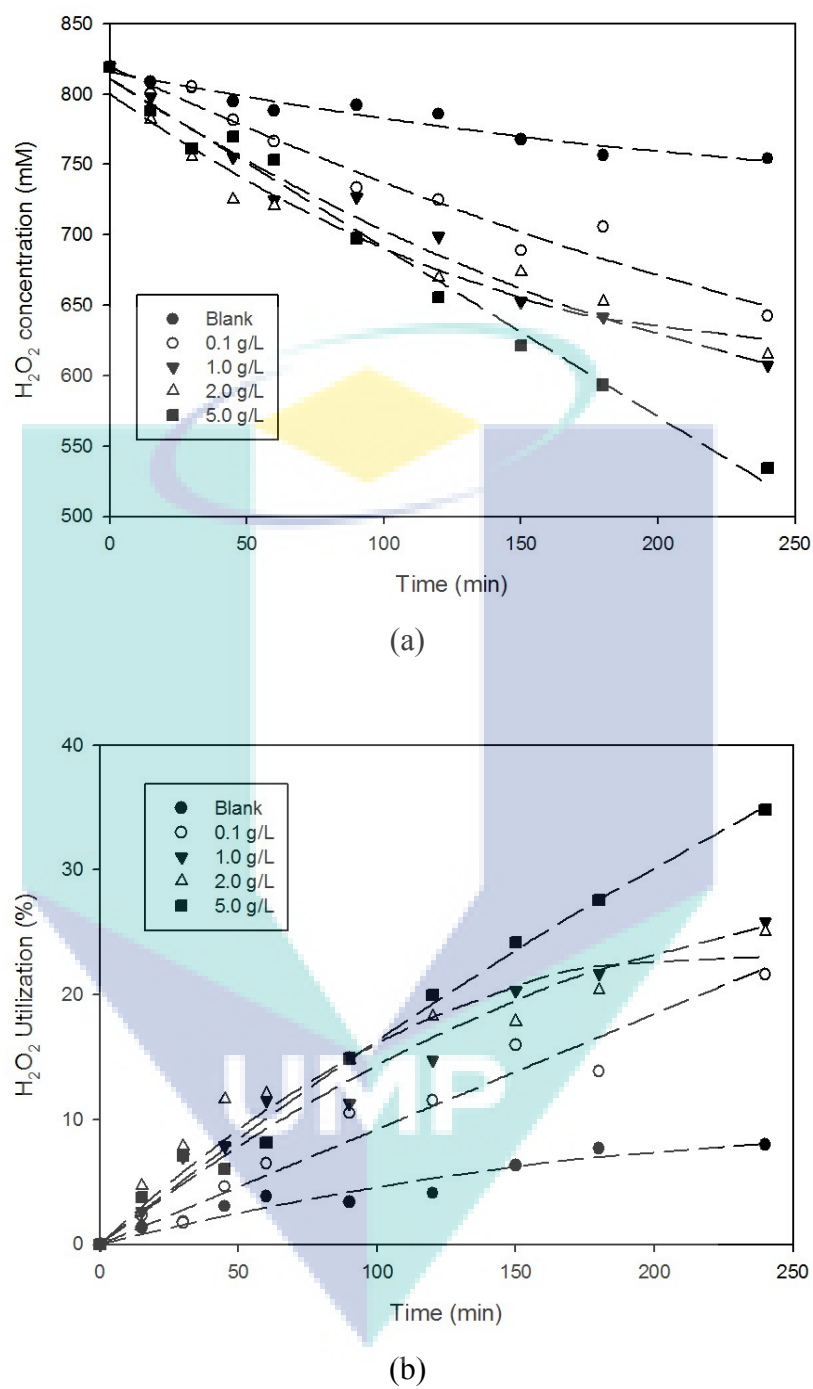 850
800
750
700
650
600
550
500
H₂O₂ concentration (mM)
Blank
0.1 g/L
1.0 g/L
2.0 g/L
5.0 g/L
0 50 100 150 200 250
Time (min)
(a)
40
30
20
10
0
H₂O₂ Utilization (%)
Blank
0.1 g/L
1.0 g/L
2.0 g/L
5.0 g/L
UMP
0 50 100 150 200 250
Time (min)
(b)